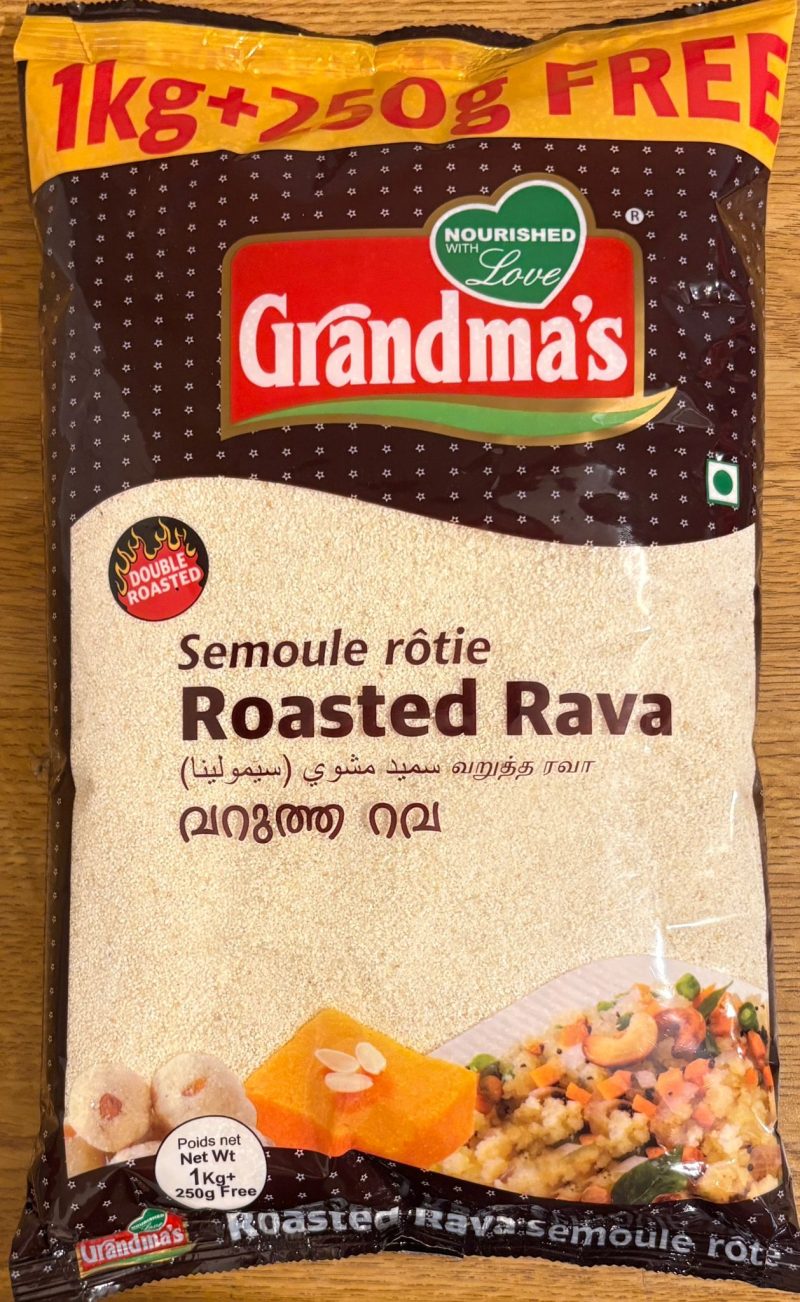 1kg+250g FREE
NOURISHED
WITH
Love
®
Grandma's
DOUBLE
ROASTED
Semoule rôtie
Roasted Rava
سميد مشوي (سيمولينا) வறுத்த ரவா
വറുത്ത റവ
Poids net
Net Wt
1Kg+
250g Free
Grandma's
Roasted Rava semoule rôtie